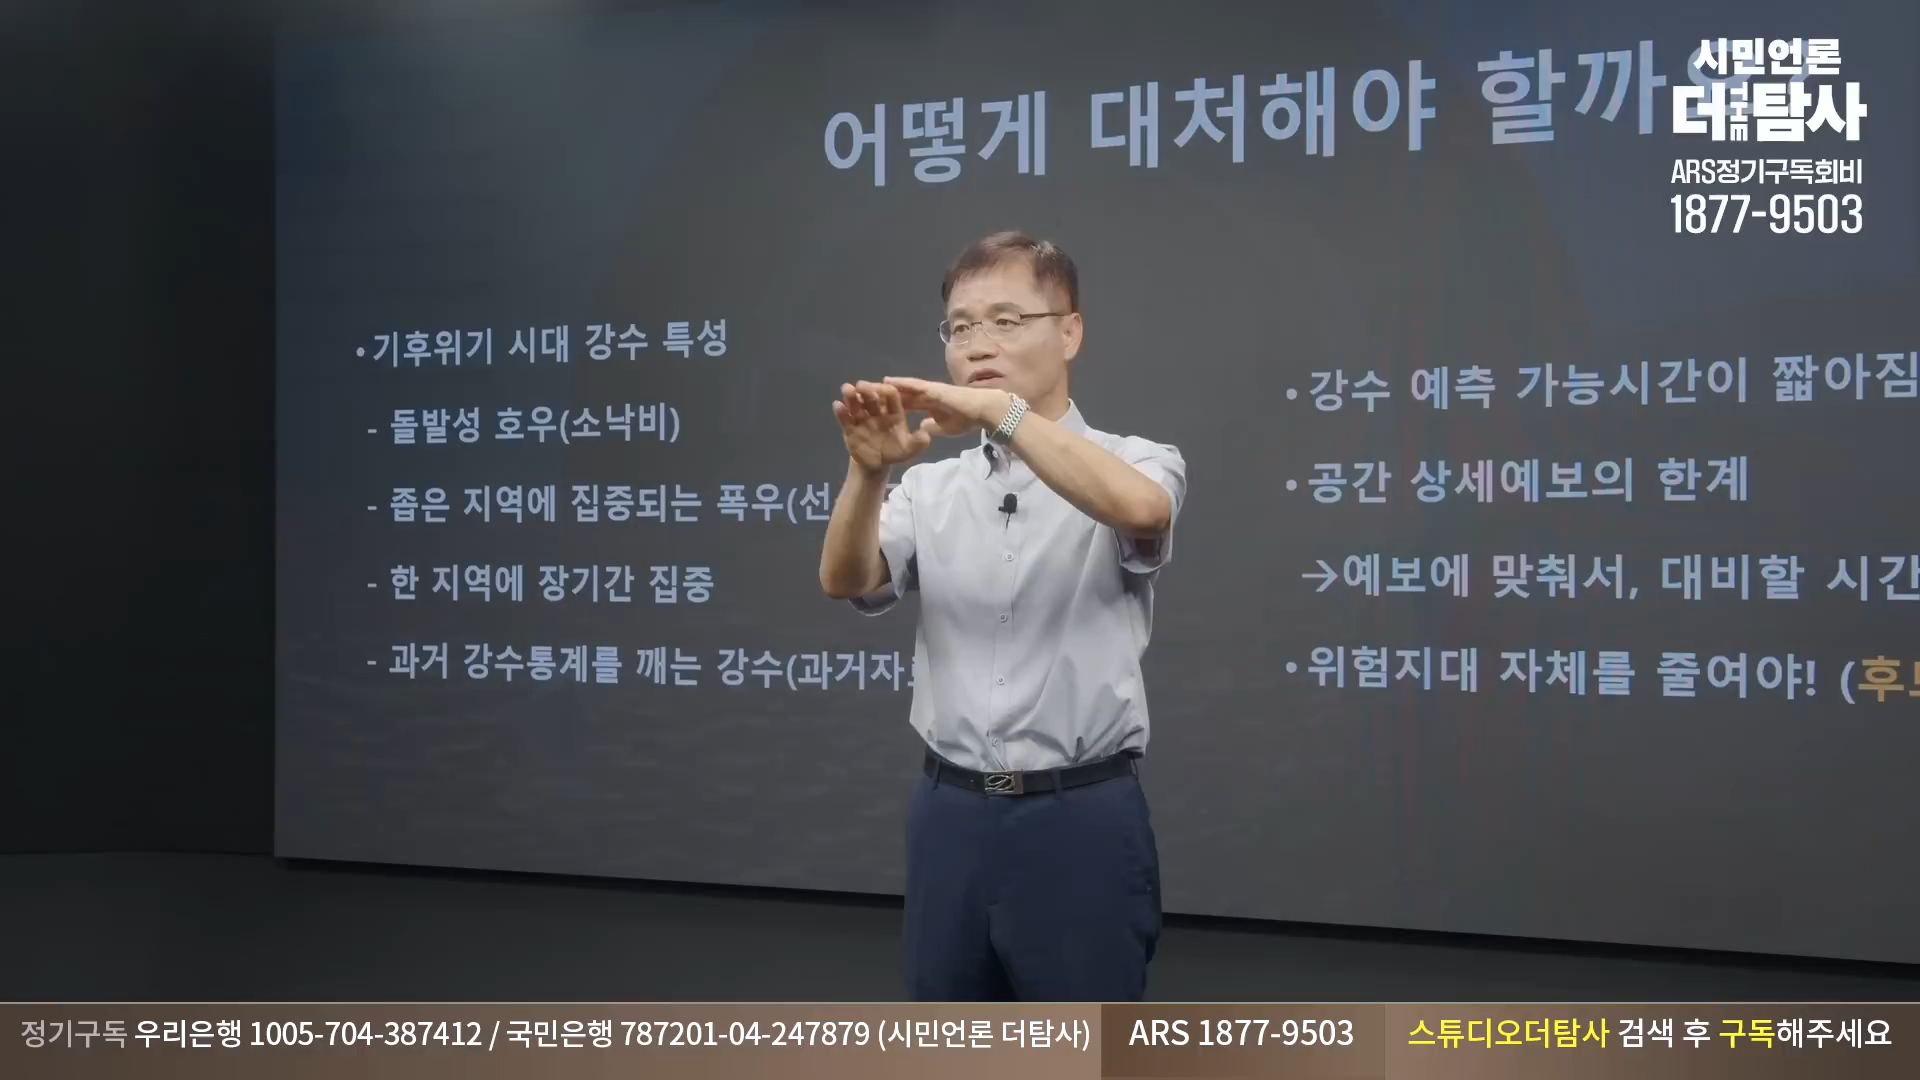 어떻게 대처해야 할까
시민언론
더탐사
ARS정기구독회비
1877-9503
• 기후위기 시대 강수 특성
- 돌발성 호우(소낙비)
- 좁은 지역에 집중되는 폭우(선
- 한 지역에 장기간 집중
- 과거 강수통계를 깨는 강수(과거자
• 강수 예측 가능시간이 짧아짐
• 공간 상세예보의 한계
→예보에 맞춰서, 대비할 시간
• 위험지대 자체를 줄여야! (후
정기구독 우리은행 1005-704-387412 / 국민은행 787201-04-247879 (시민언론 더탐사)
ARS 1877-9503
스튜디오더탐사 검색 후 구독해주세요